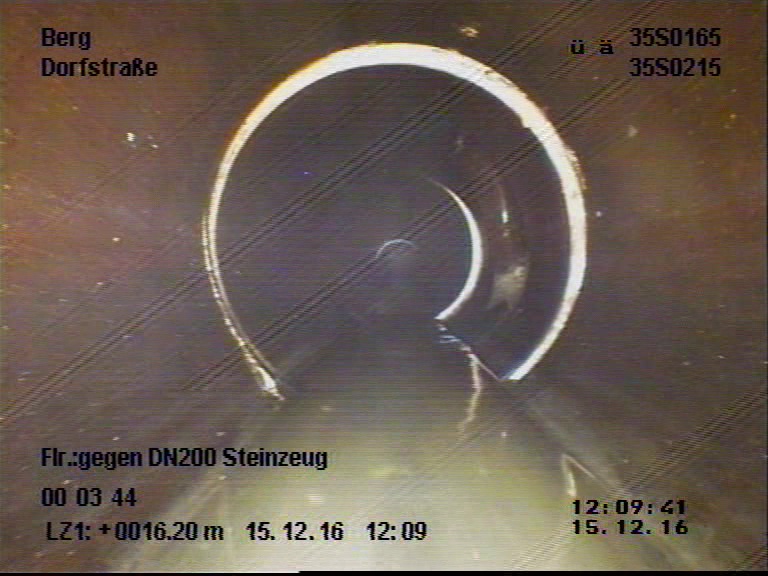 Berg
Dorfstraße
ü ä 35S0165
35S0215
Flr.:gegen DN200 Steinzeug
00 03 44
LZ1: +0016.20 m 15.12.16 12:09
12:09:41
15.12.16